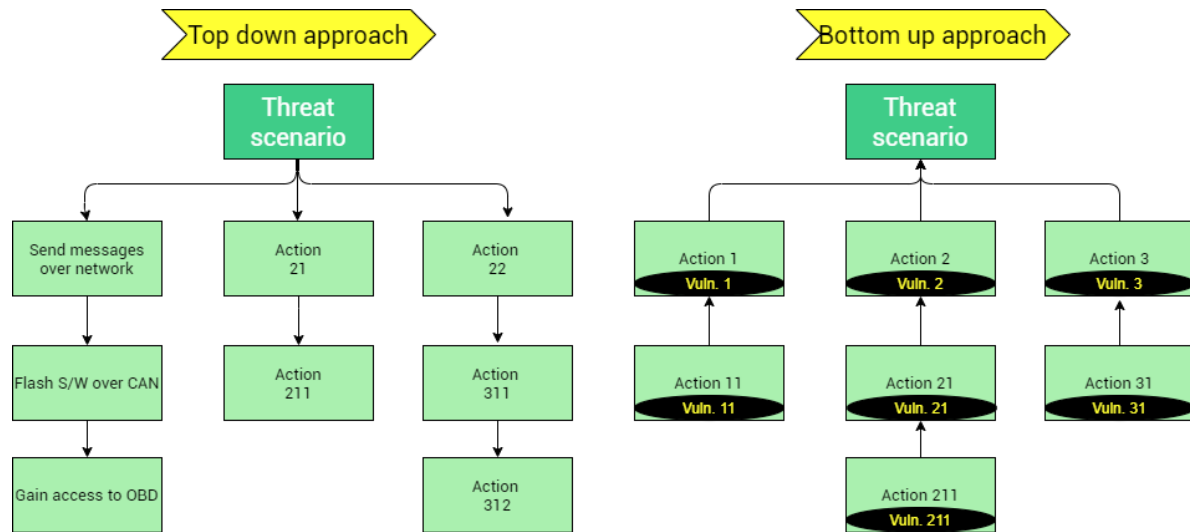 Top down approach
Bottom up approach
Threat
scenario
Threat
scenario
Send messages
over network
Action
21
Action
22
Action 1
Vuln. 1
Action 2
Vuln. 2
Action 3
Vuln. 3
Flash S/W over CAN
Action
211
Action
311
Action 11
Vuln. 11
Action 21
Vuln. 21
Action 31
Vuln. 31
Gain access to OBD
Action
312
Action 211
Vuln. 211